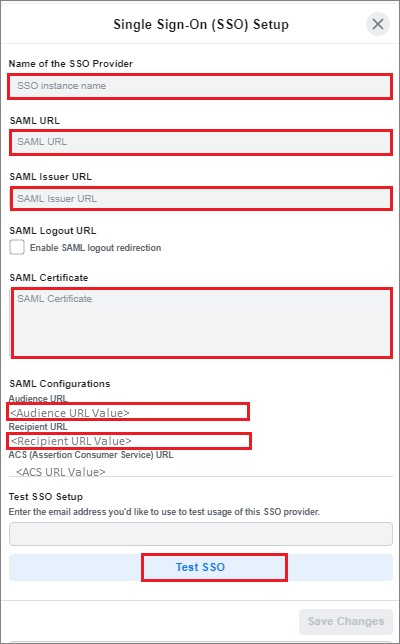 Single Sign-On (SSO) Setup
Name of the SSO Provider
SSO instance name
SAML URL
SAML URL
SAML Issuer URL
SAML Issuer URL
SAML Logout URL
Enable SAML logout redirection
SAML Certificate
SAML Certificate
SAML Configurations
Audience URL
<Audience URL Value>
Recipient URL
<Recipient URL Value>
ACS (Assertion Consumer Service) URL
<ACS URL Value>
Test SSO Setup
Enter the email address you'd like to use to test usage of this SSO provider.
Test SSO
Save Changes